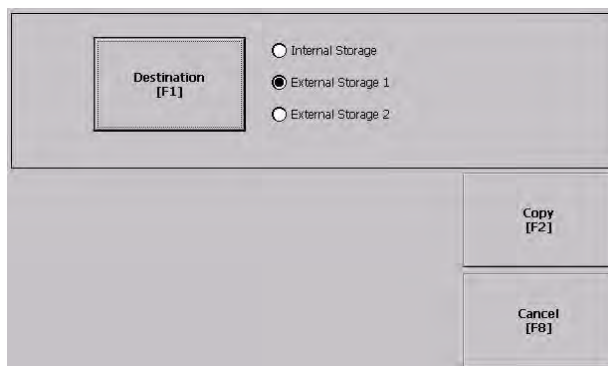 Destination
[F1]
Internal Storage
External Storage 1
External Storage 2
Copy
[F2]
Cancel
[F8]